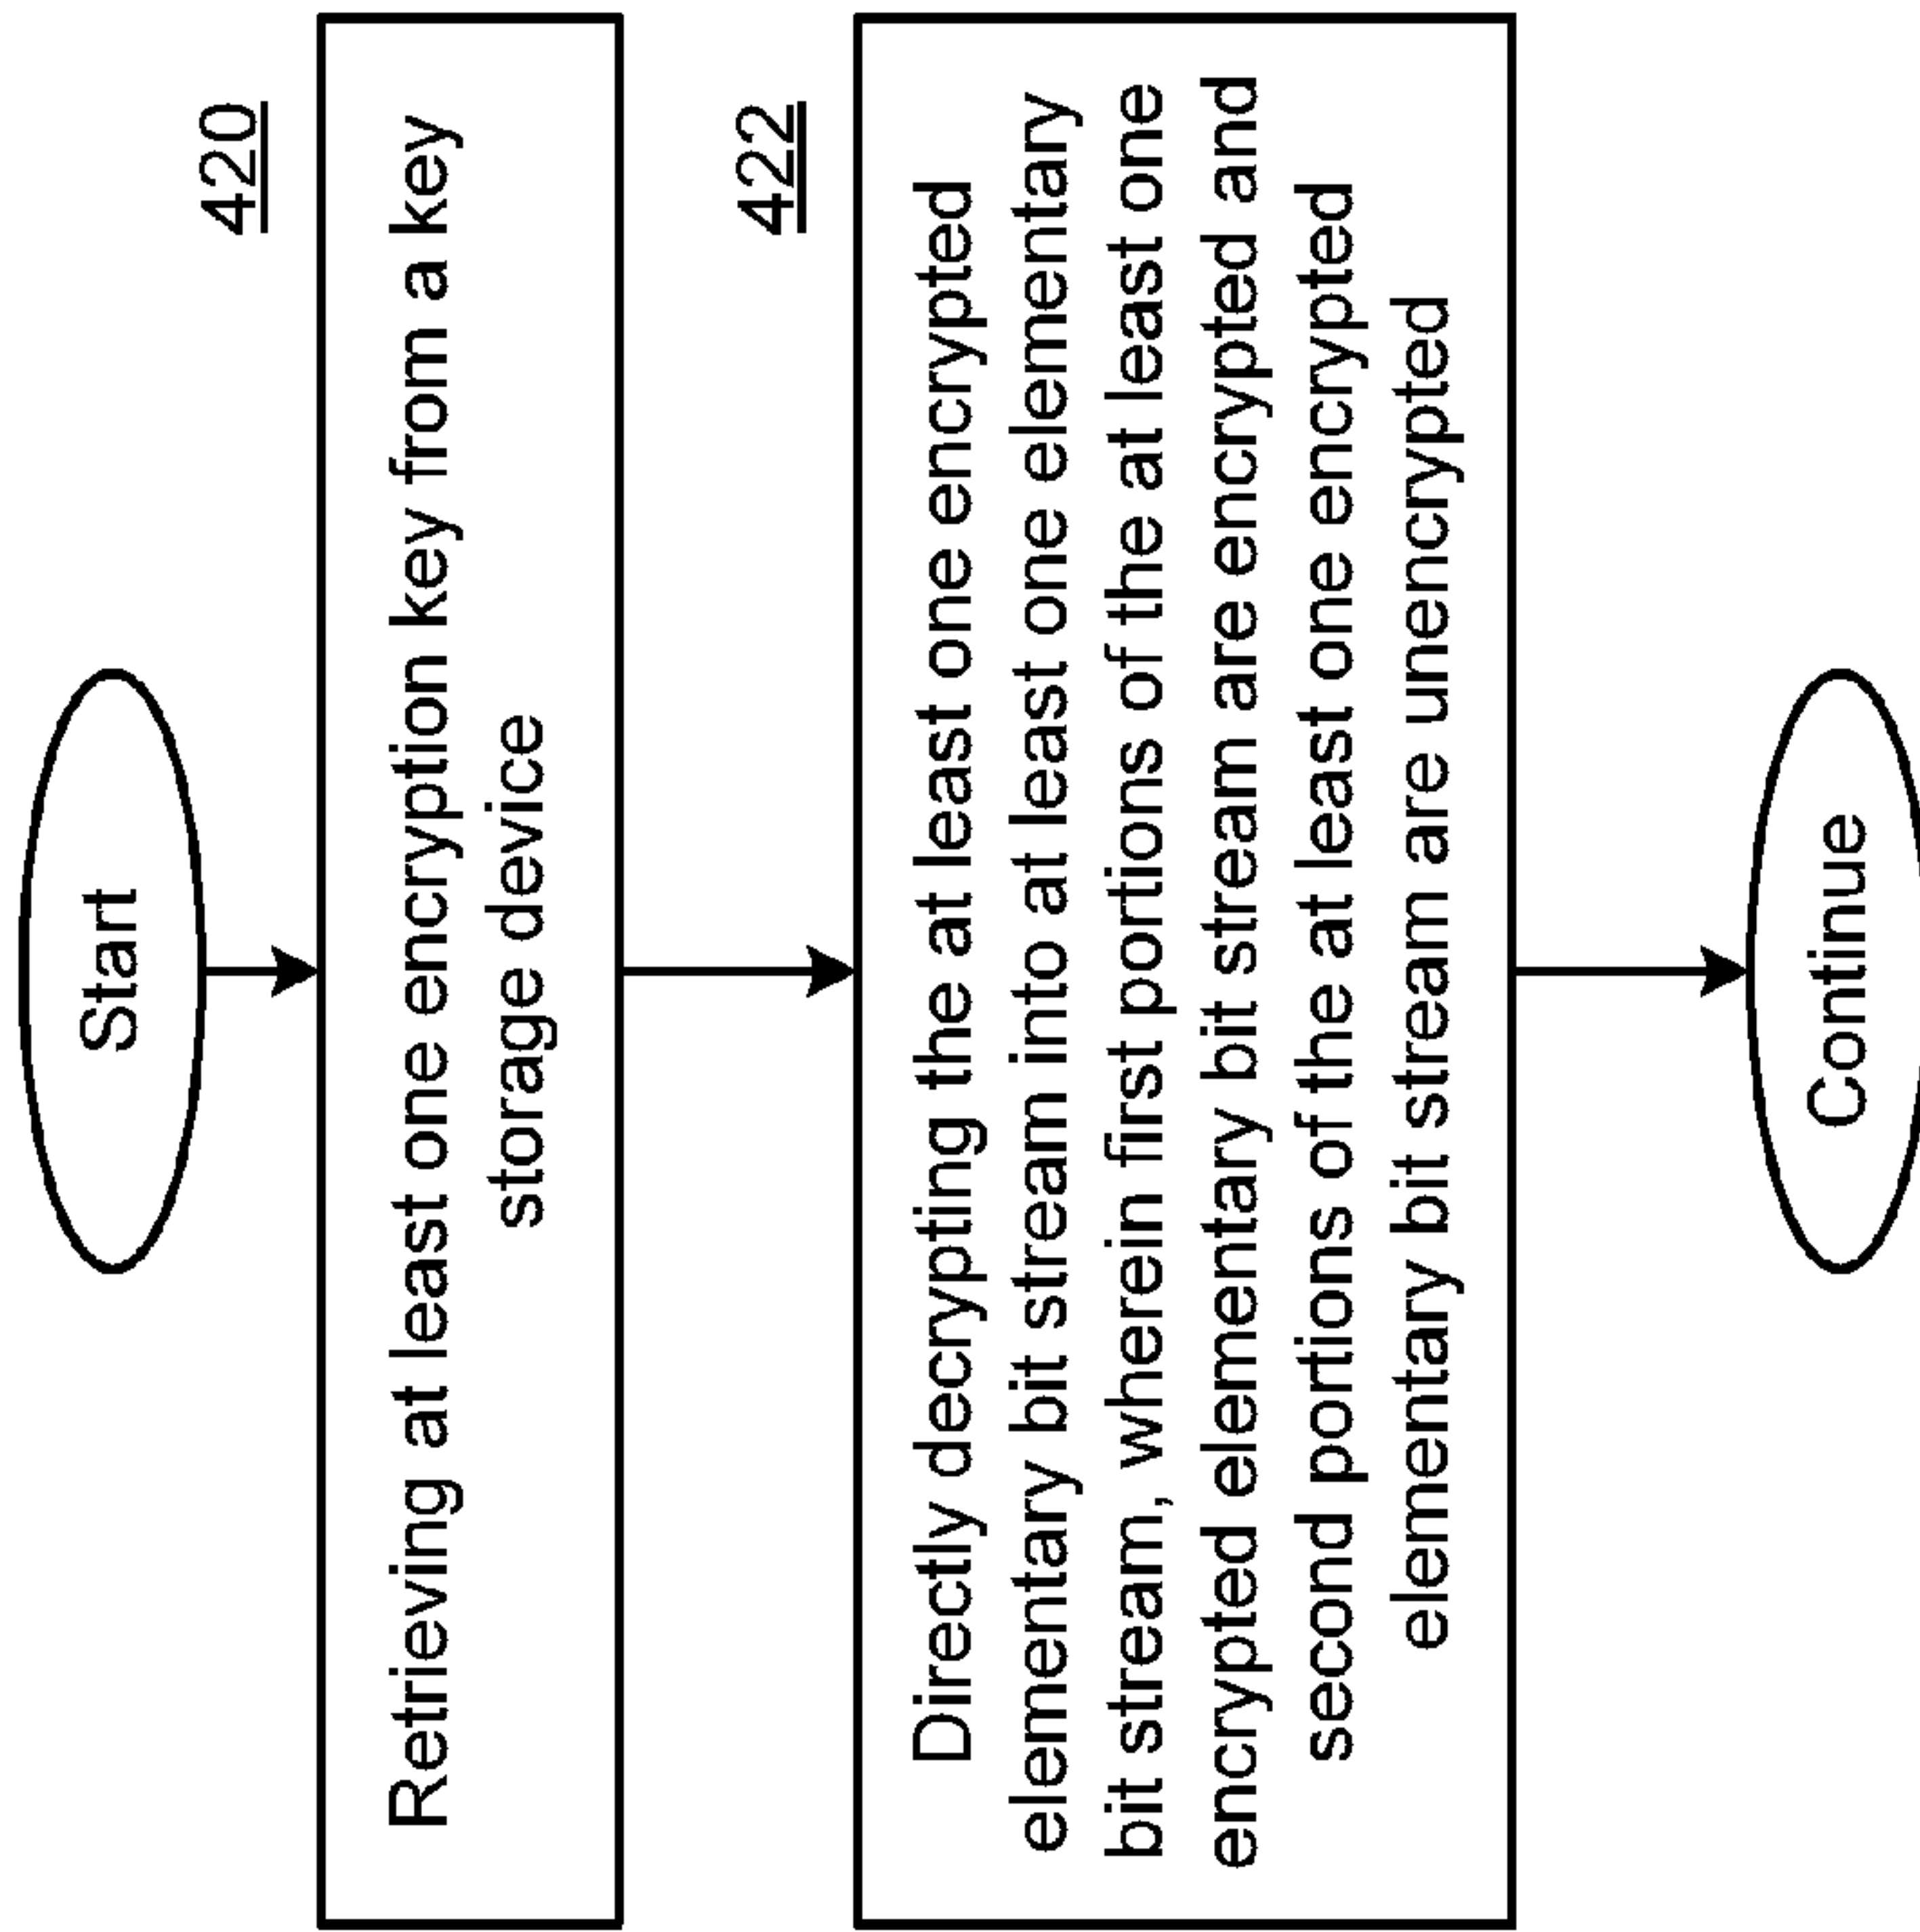 Start
420
Retrieving at least one encryption key from a key
storage device
422
Directly decrypting the at least one encrypted
elementary bit stream into at least one elementary
bit stream, wherein first portions of the at least one
encrypted elementary bit stream are encrypted and
second portions of the at least one encrypted
elementary bit stream are unencrypted
Continue